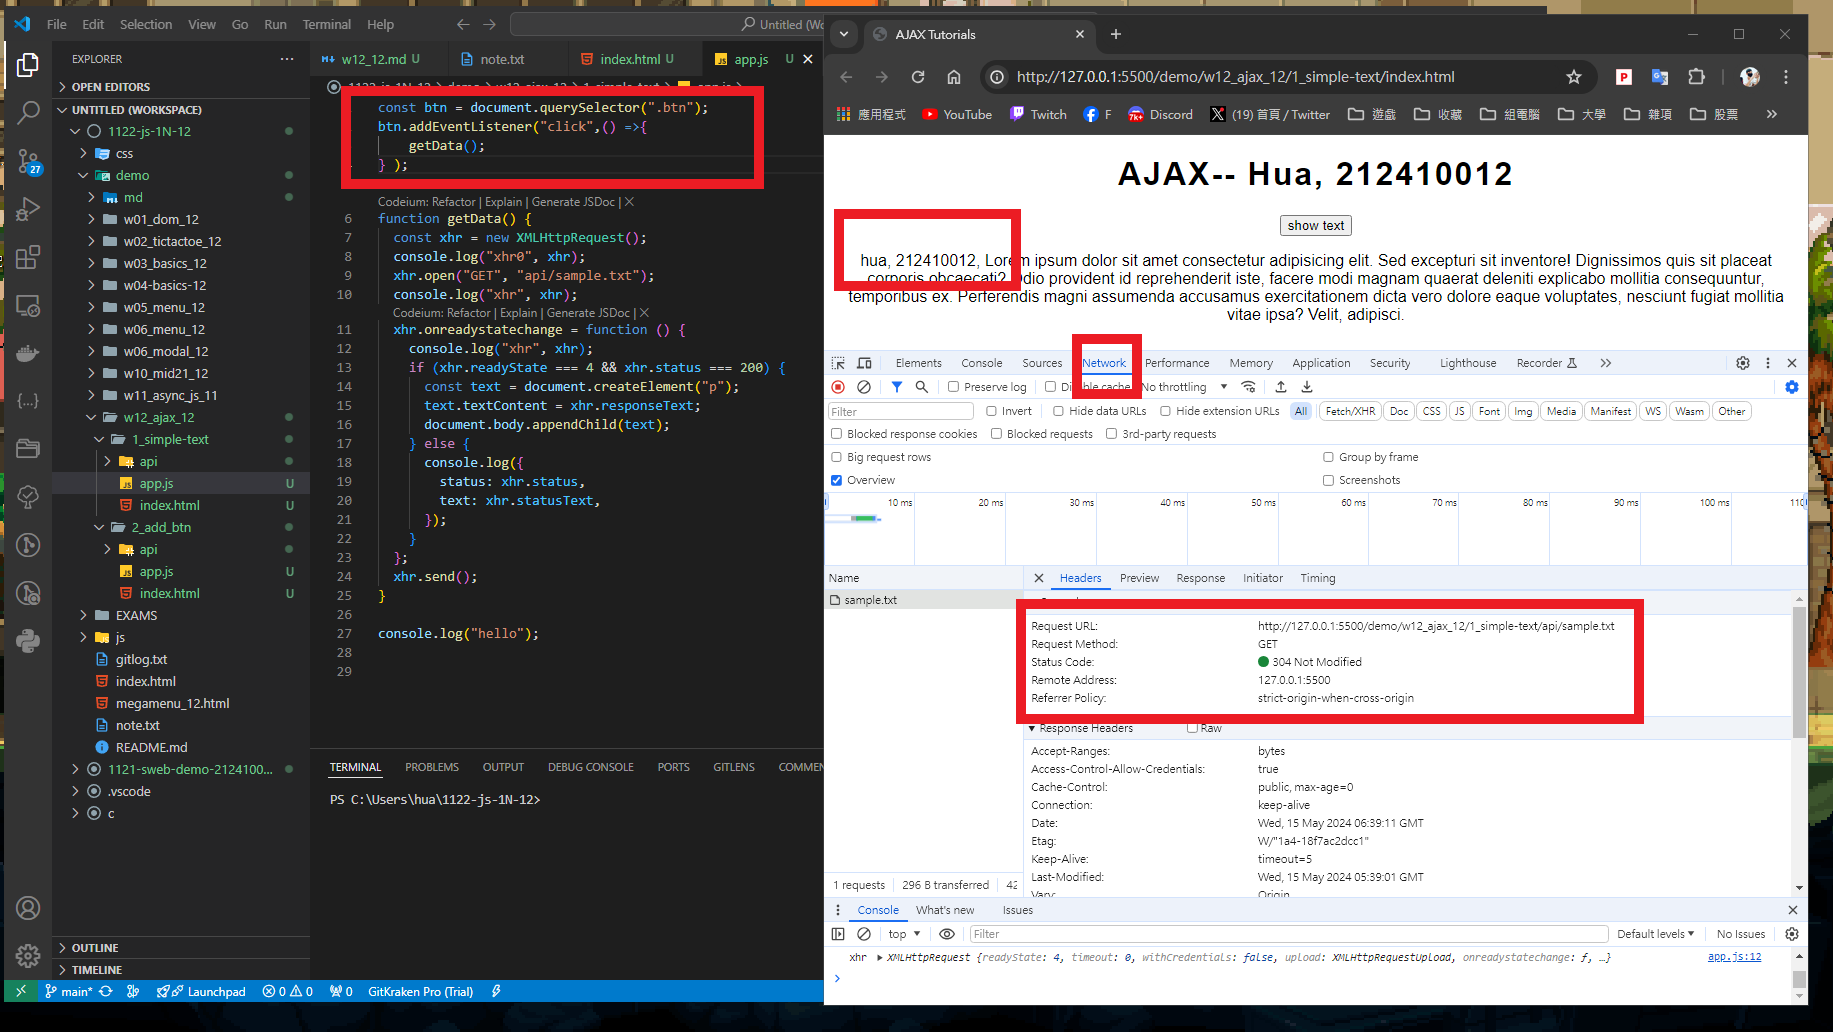 File Edit Selection View Go Run Terminal Help
Untitled (Wo
EXPLORER
OPEN EDITORS
UNTITLED (WORKSPACE)
1122-js-1N-12
css
demo
md
w01_dom_12
w02_tictactoe_12
w03_basics_12
w04-basics-12
w05_menu_12
w06_menu_12
w06_modal_12
w10_mid21_12
w11_async_js_11
w12_ajax_12
1_simple-text
api
app.js U
index.html U
2_add_btn
api
app.js U
index.html U
EXAMS
js
gitlog.txt
index.html
megamenu_12.html
note.txt
README.md
1121-sweb-demo-2124100...
.vscode
c
OUTLINE
TIMELINE
27
w12_12.md U
note.txt
index.html U
app.js U
const btn = document.querySelector(".btn");
btn.addEventListener("click",() =>{
getData();
} );
Codeium: Refactor | Explain | Generate JSDoc | X
6 function getData() {
7 const xhr = new XMLHttpRequest();
8 console.log("xhr0", xhr);
9 xhr.open("GET", "api/sample.txt");
10 console.log("xhr", xhr);
Codeium: Refactor | Explain | Generate JSDoc | X
11 xhr.onreadystatechange = function () {
12 console.log("xhr", xhr);
13 if (xhr.readyState === 4 && xhr.status === 200) {
14 const text = document.createElement("p");
15 text.textContent = xhr.responseText;
16 document.body.appendChild(text);
17 } else {
18 console.log({
19 status: xhr.status,
20 text: xhr.statusText,
21 });
22 }
23 };
24 xhr.send();
25 }
26
27 console.log("hello");
28
29
TERMINAL PROBLEMS OUTPUT DEBUG CONSOLE PORTS GITLENS COMMEN
PS C:\Users\hua\1122-js-1N-12>
main* Launchpad 0 0 0 GitKraken Pro (Trial)
AJAX Tutorials
http://127.0.0.1:5500/demo/w12_ajax_12/1_simple-text/index.html
應用程式 YouTube Twitch F Discord (19) 首頁 / Twitter 遊戲 收藏 組電腦 大學 雜項 股票
AJAX-- Hua, 212410012
show text
hua, 212410012, Lorem ipsum dolor sit amet consectetur adipisicing elit. Sed excepturi sit inventore! Dignissimos quis sit placeat
corporis obcaecati? Odio provident id reprehenderit iste, facere modi magnam quaerat deleniti explicabo mollitia consequuntur,
temporibus ex. Perferendis magni assumenda accusamus exercitationem dicta vero dolore eaque voluptates, nesciunt fugiat mollitia
vitae ipsa? Velit, adipisci.
Elements Console Sources Network Performance Memory Application Security Lighthouse Recorder
Preserve log Disable cache No throttling
Filter Invert Hide data URLs Hide extension URLs All Fetch/XHR Doc CSS JS Font Img Media Manifest WS Wasm Other
Blocked response cookies Blocked requests 3rd-party requests
Big request rows Group by frame
Overview Screenshots
10 ms 20 ms 30 ms 40 ms 50 ms 60 ms 70 ms 80 ms 90 ms 100 ms 110
Name
sample.txt
Headers Preview Response Initiator Timing
Request URL: http://127.0.0.1:5500/demo/w12_ajax_12/1_simple-text/api/sample.txt
Request Method: GET
Status Code: 304 Not Modified
Remote Address: 127.0.0.1:5500
Referrer Policy: strict-origin-when-cross-origin
Response Headers Raw
Accept-Ranges: bytes
Access-Control-Allow-Credentials: true
Cache-Control: public, max-age=0
Connection: keep-alive
Date: Wed, 15 May 2024 06:39:11 GMT
Etag: W/"1a4-18f7ac2dcc1"
Keep-Alive: timeout=5
Last-Modified: Wed, 15 May 2024 05:39:01 GMT
Vary: Origin
1 requests 296 B transferred 42
Console What's new Issues
top Filter Default levels No Issues
xhr XMLHttpRequest {readyState: 4, timeout: 0, withCredentials: false, upload: XMLHttpRequestUpload, onreadystatechange: ƒ, …} app.js:12